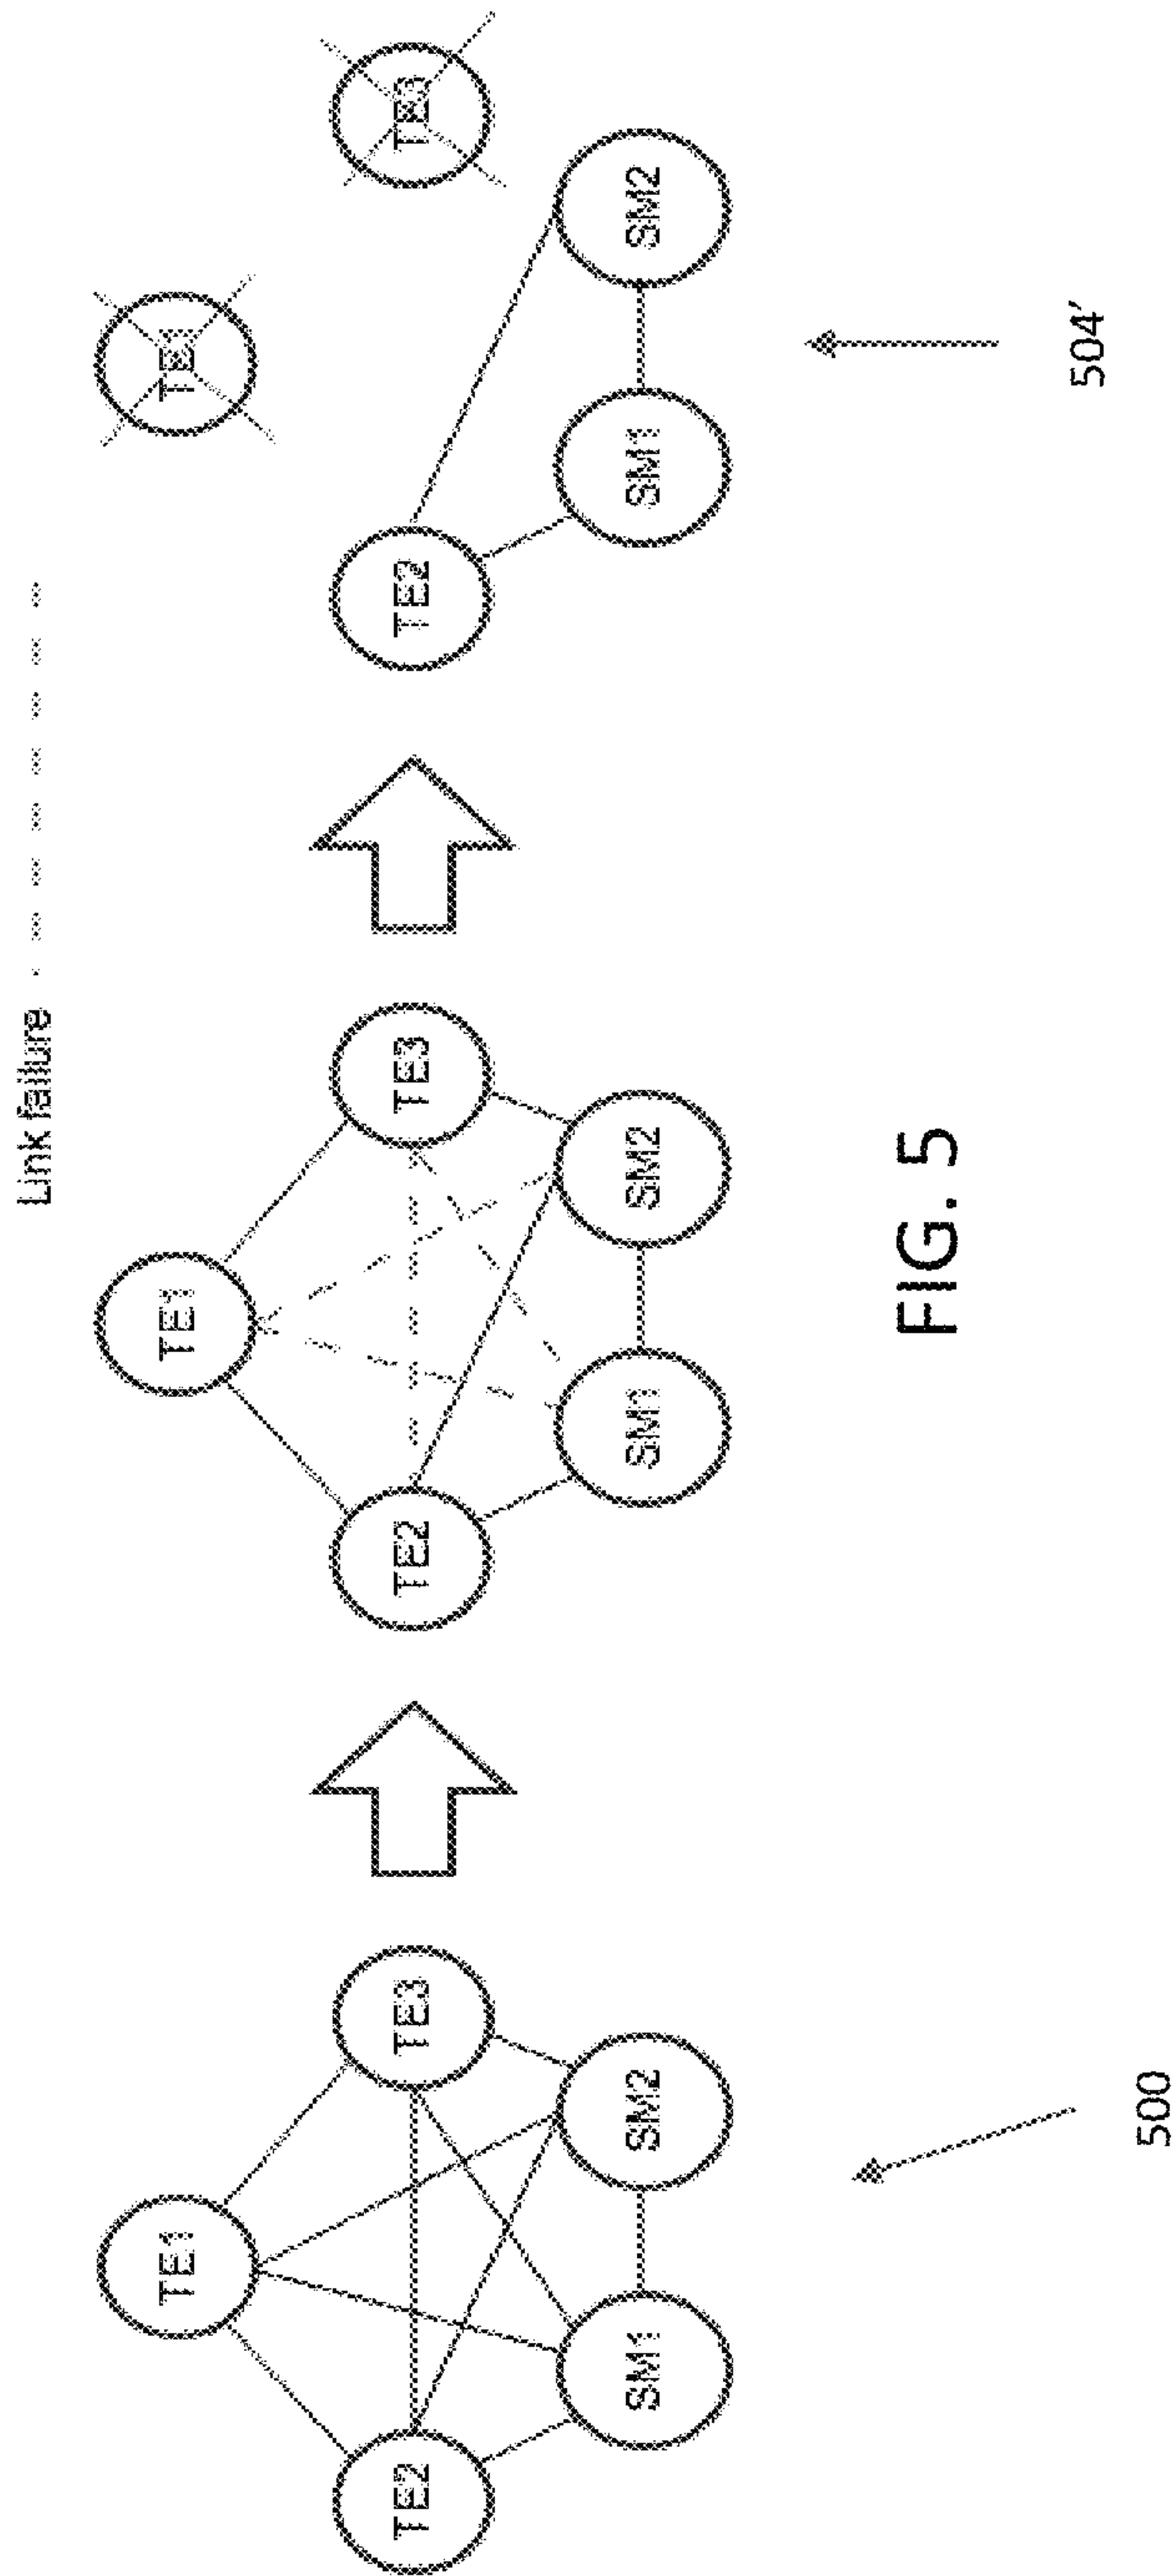 Link failure
TE1
TE2
TE3
SM1
SM2
500
TE1
TE2
TE3
SM1
SM2
TE1
TE2
TE3
SM1
SM2
504'
FIG. 5